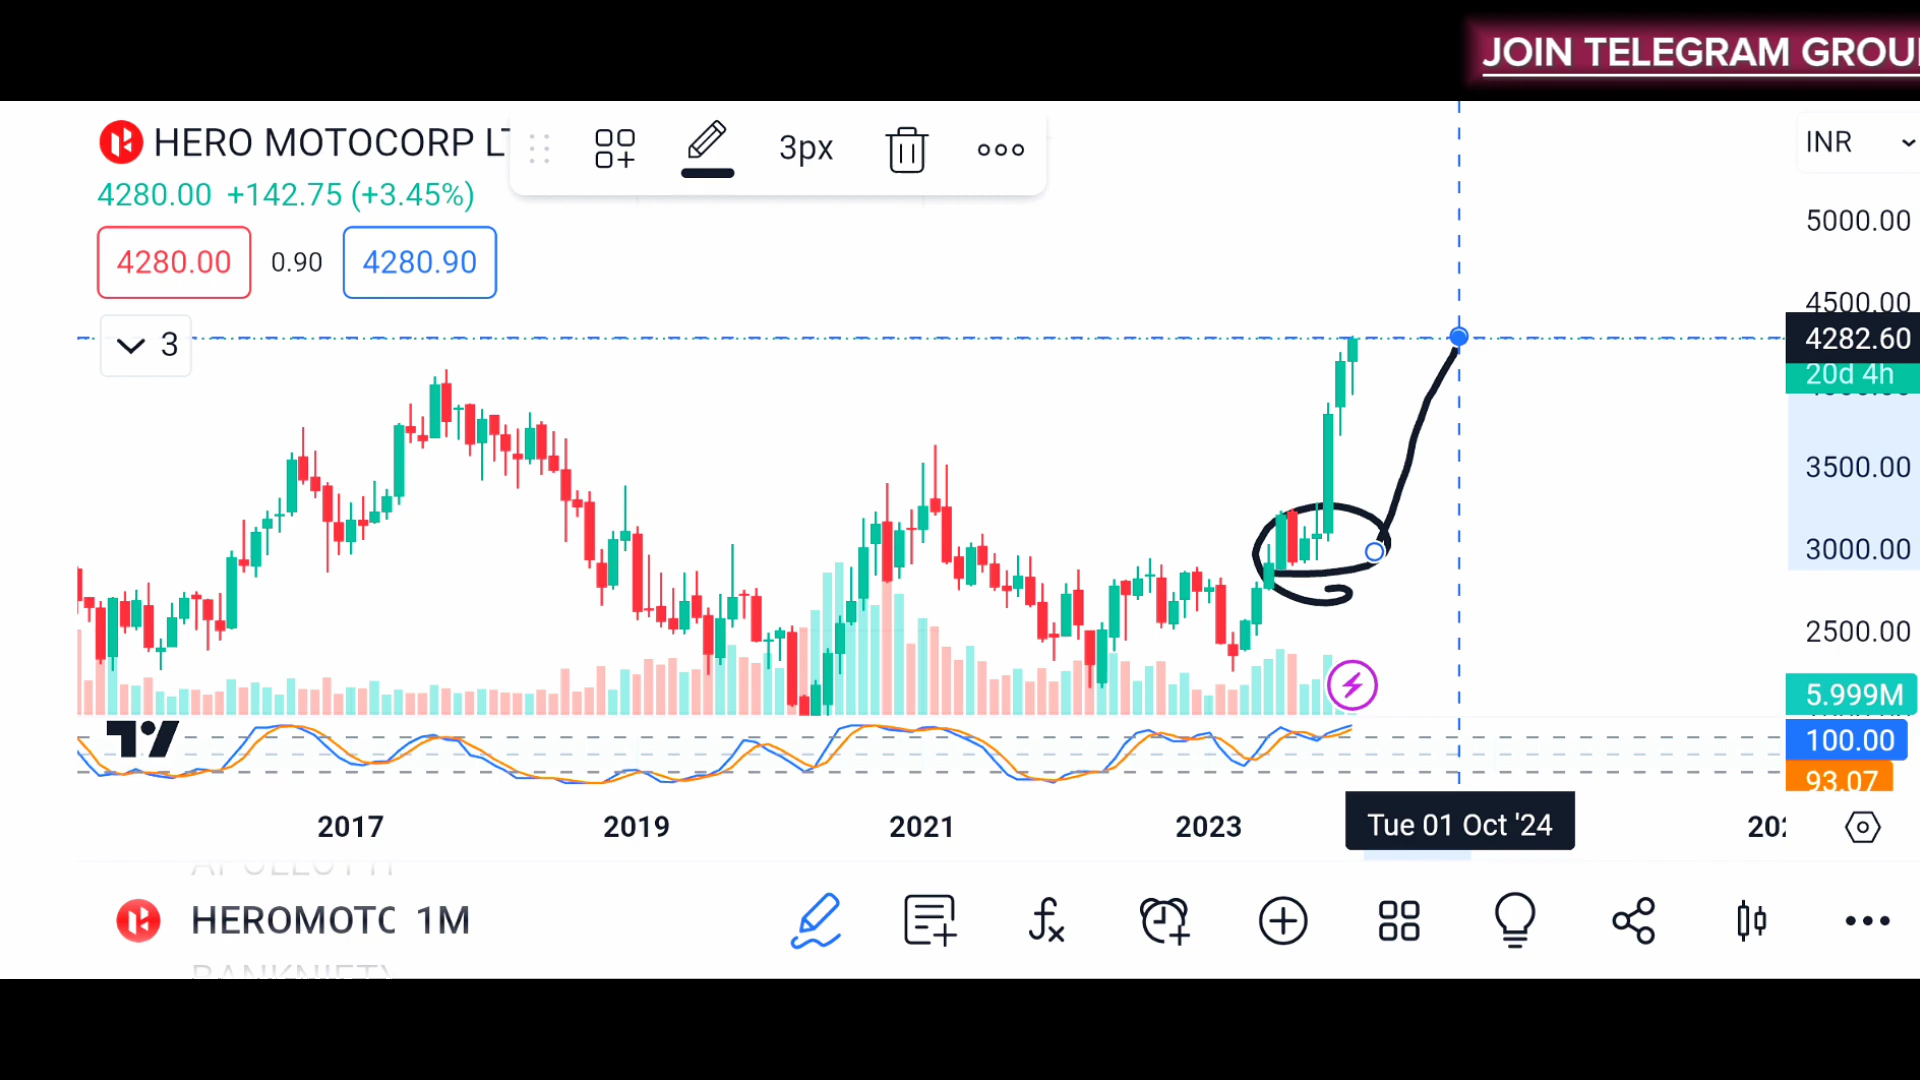 JOIN TELEGRAM GROU
HERO MOTOCORP LT
3px
INR
4280.00 +142.75 (+3.45%)
4280.00 0.90 4280.90
3
5000.00
4500.00
4282.60
20d 4h
3500.00
3000.00
2500.00
5.999M
100.00
93.07
2017 2019 2021 2023 Tue 01 Oct '24 202
HEROMOTC 1M